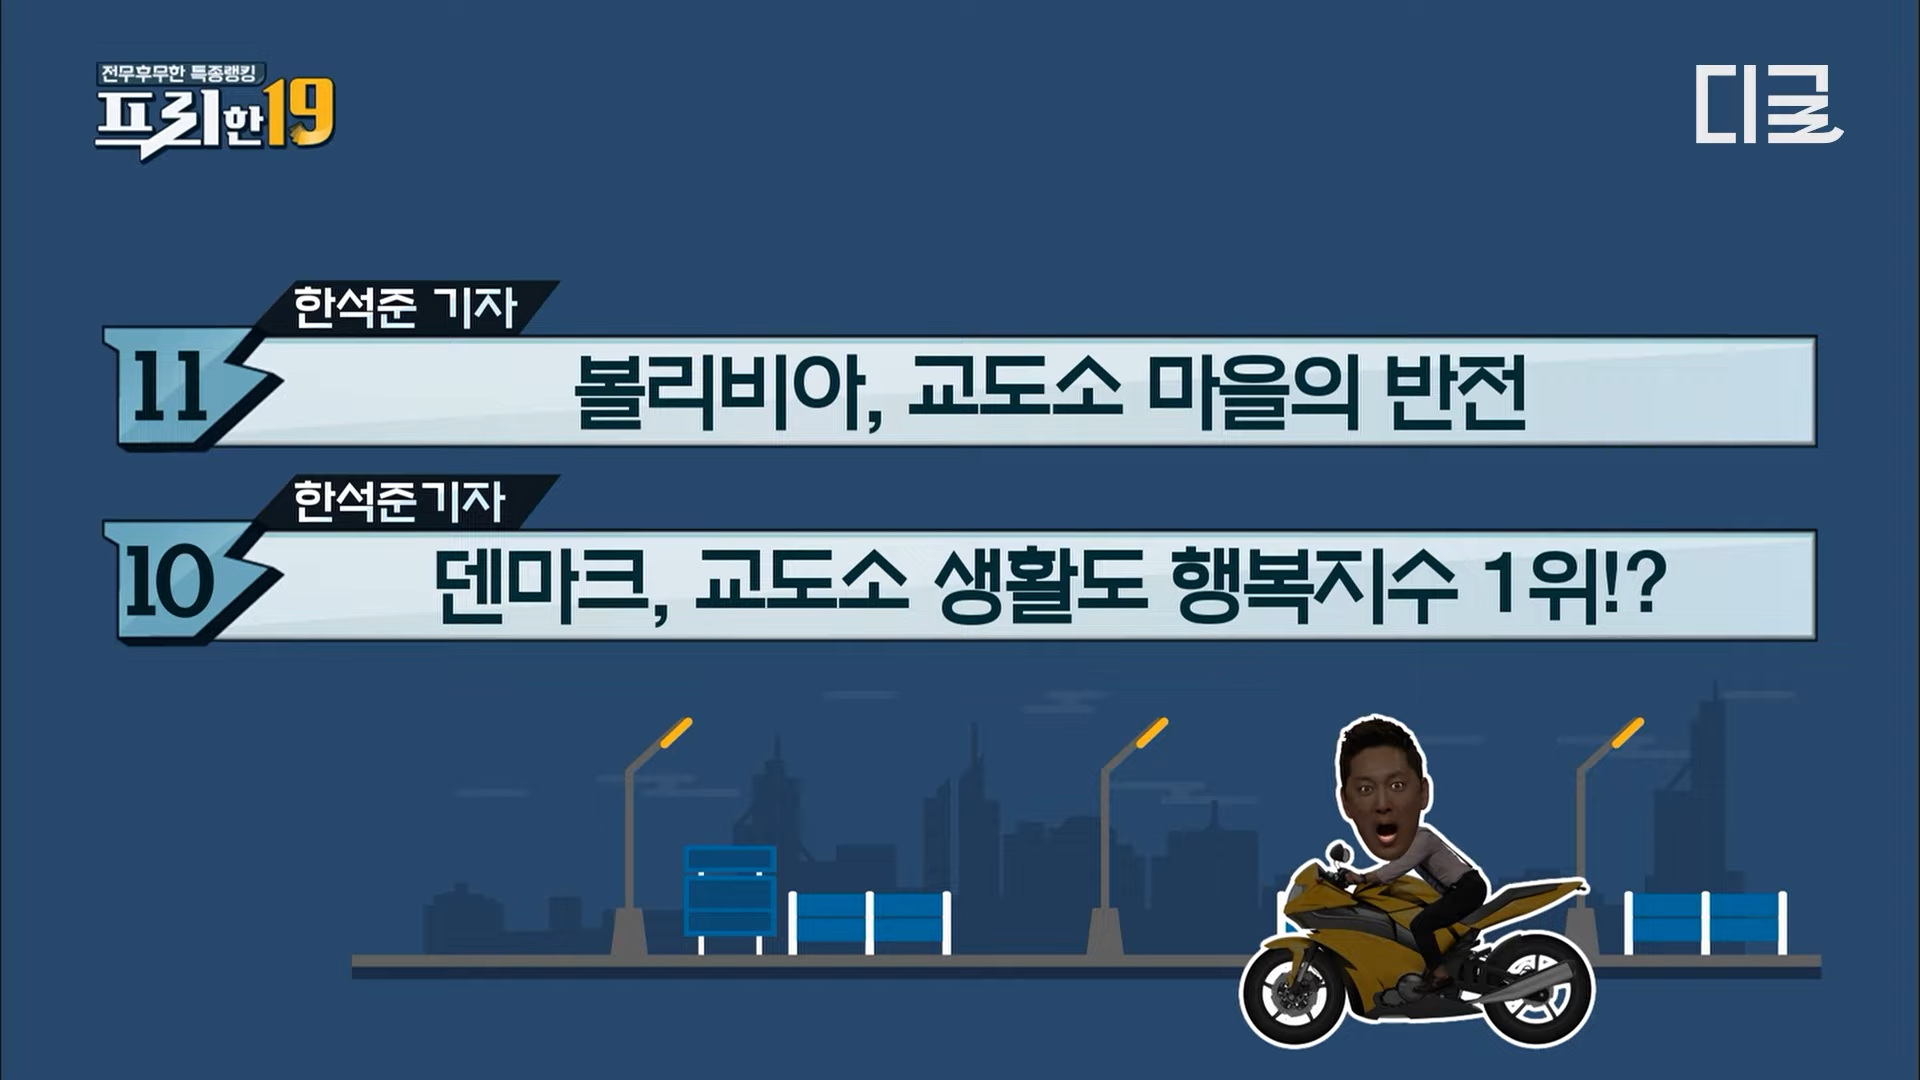 전무후무한 특종랭킹
프리한19
디글
한석준 기자
11
볼리비아, 교도소 마을의 반전
한석준기자
10
덴마크, 교도소 생활도 행복지수 1위!?